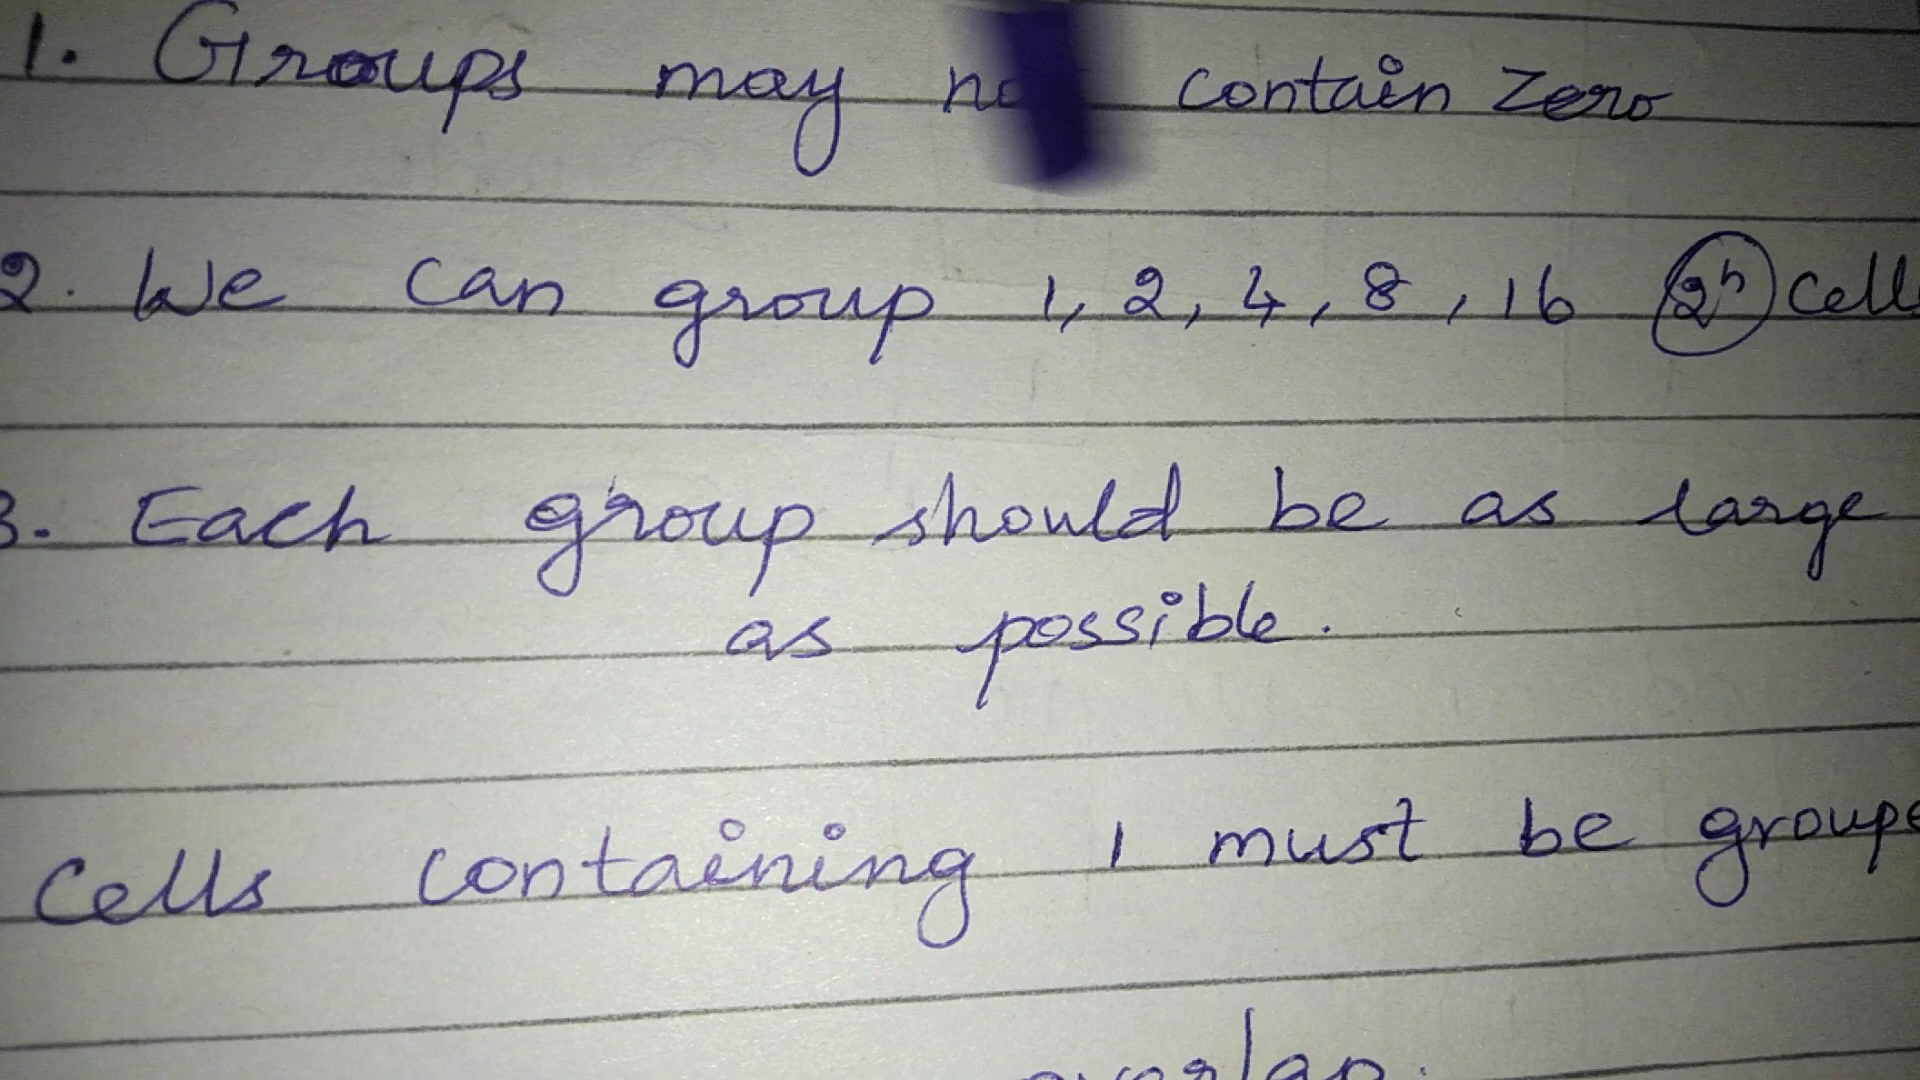 1. Groups may contain Zero
2. We can group 1, 2, 4, 8, 16 2ⁿ cell
3. Each group should be as large
as possible.
Cells containing 1 must be groupe
overlap.